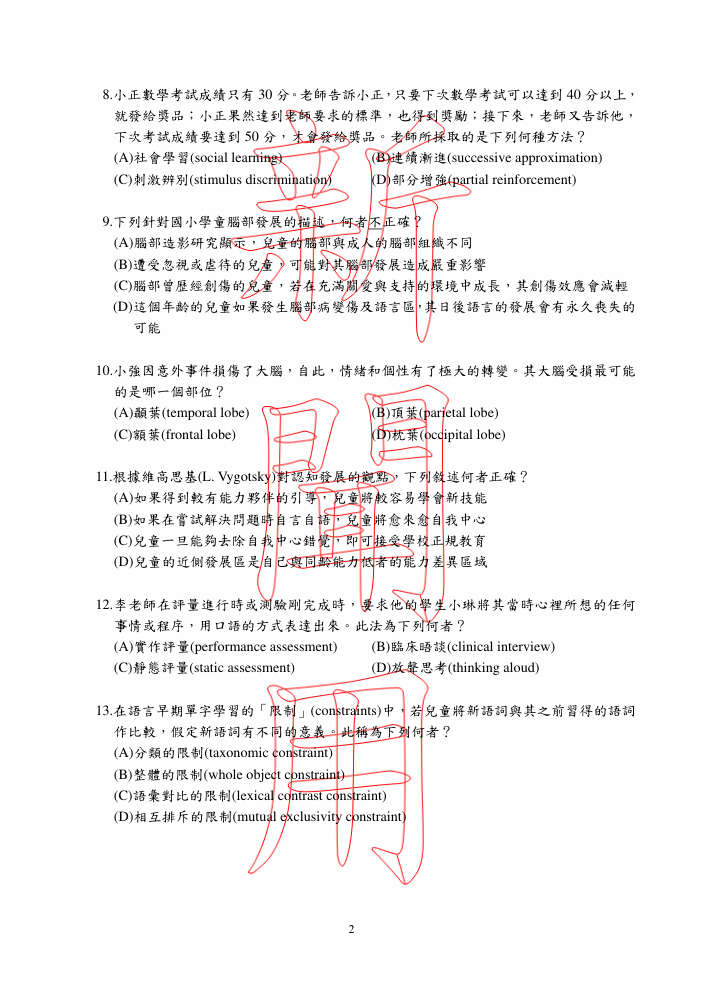 8.小正數學考試成績只有 30 分。老師告訴小正，只要下次數學考試可以達到 40 分以上，
就發給獎品；小正果然達到老師要求的標準，也得到獎勵；接下來，老師又告訴他，
下次考試成績要達到 50 分，才會發給獎品。老師所採取的是下列何種方法？
(A)社會學習(social learning) (B)連續漸進(successive approximation)
(C)刺激辨別(stimulus discrimination) (D)部分增強(partial reinforcement)
9.下列針對國小學童腦部發展的描述，何者不正確？
(A)腦部造影研究顯示，兒童的腦部與成人的腦部組織不同
(B)遭受忽視或虐待的兒童，可能對其腦部發展造成嚴重影響
(C)腦部曾歷經創傷的兒童，若在充滿關愛與支持的環境中成長，其創傷效應會減輕
(D)這個年齡的兒童如果發生腦部病變傷及語言區，其日後語言的發展會有永久喪失的
可能
10.小強因意外事件損傷了大腦，自此，情緒和個性有了極大的轉變。其大腦受損最可能
的是哪一個部位？
(A)顳葉(temporal lobe) (B)頂葉(parietal lobe)
(C)額葉(frontal lobe) (D)枕葉(occipital lobe)
11.根據維高思基(L. Vygotsky)對認知發展的觀點，下列敘述何者正確？
(A)如果得到較有能力夥伴的引導，兒童將較容易學會新技能
(B)如果在嘗試解決問題時自言自語，兒童將愈來愈自我中心
(C)兒童一旦能夠去除自我中心錯覺，即可接受學校正規教育
(D)兒童的近側發展區是自己與同齡能力低者的能力差異區域
12.李老師在評量進行時或測驗剛完成時，要求他的學生小琳將其當時心裡所想的任何
事情或程序，用口語的方式表達出來。此法為下列何者？
(A)實作評量(performance assessment) (B)臨床晤談(clinical interview)
(C)靜態評量(static assessment) (D)放聲思考(thinking aloud)
13.在語言早期單字學習的「限制」(constraints)中，若兒童將新語詞與其之前習得的語詞
作比較，假定新語詞有不同的意義。此稱為下列何者？
(A)分類的限制(taxonomic constraint)
(B)整體的限制(whole object constraint)
(C)語彙對比的限制(lexical contrast constraint)
(D)相互排斥的限制(mutual exclusivity constraint)
2
新聞用